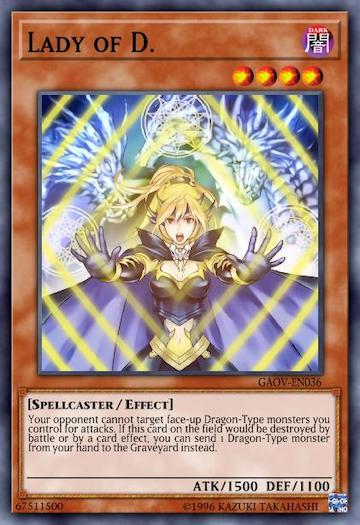 LADY OF D.
DARK
闇
GAOV-EN036
[SPELLCASTER / EFFECT]
Your opponent cannot target face-up Dragon-Type monsters you
control for attacks. If this card on the field would be destroyed by
battle or by a card effect, you can send 1 Dragon-Type monster
from your hand to the Graveyard instead.
ATK/1500 DEF/1100
67511500
©1996 KAZUKI TAKAHASHI